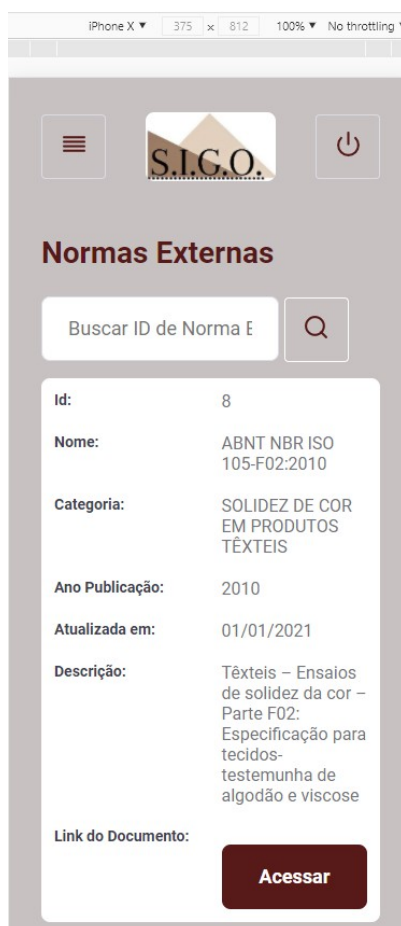 iPhone X ▼ 375 x 812 100% ▼ No throttling
S.I.G.O.
Normas Externas
Buscar ID de Norma E
Id: 8
Nome: ABNT NBR ISO
105-F02:2010
Categoria: SOLIDEZ DE COR
EM PRODUTOS
TÊXTEIS
Ano Publicação: 2010
Atualizada em: 01/01/2021
Descrição: Têxteis – Ensaios
de solidez da cor –
Parte F02:
Especificação para
tecidos-
testemunha de
algodão e viscose
Link do Documento:
Acessar